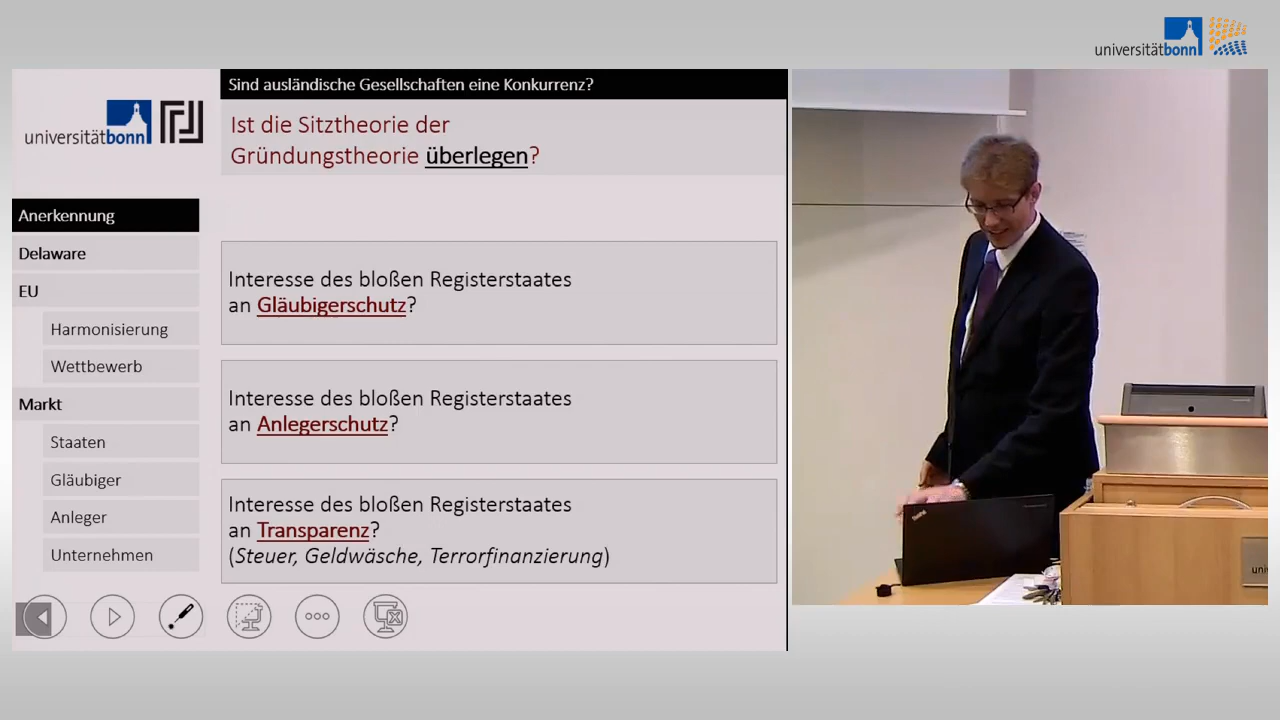 universitätbonn
Sind ausländische Gesellschaften eine Konkurrenz?
Ist die Sitztheorie der
Gründungstheorie überlegen?
universitätbonn
Anerkennung
Delaware
EU
Harmonisierung
Wettbewerb
Markt
Staaten
Gläubiger
Anleger
Unternehmen
Interesse des bloßen Registerstaates
an Gläubigerschutz?
Interesse des bloßen Registerstaates
an Anlegerschutz?
Interesse des bloßen Registerstaates
an Transparenz?
(Steuer, Geldwäsche, Terrorfinanzierung)
ThinkPad
uni